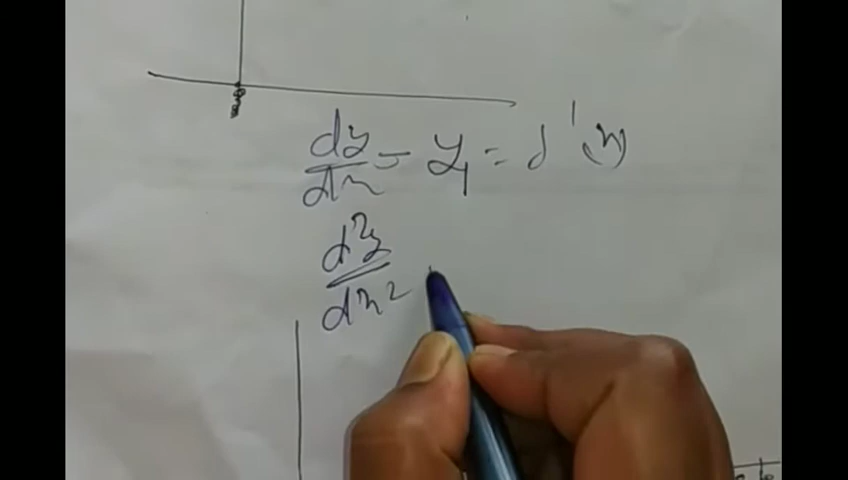 dy/dx = y₁ = f'(x)
d²y/dx²